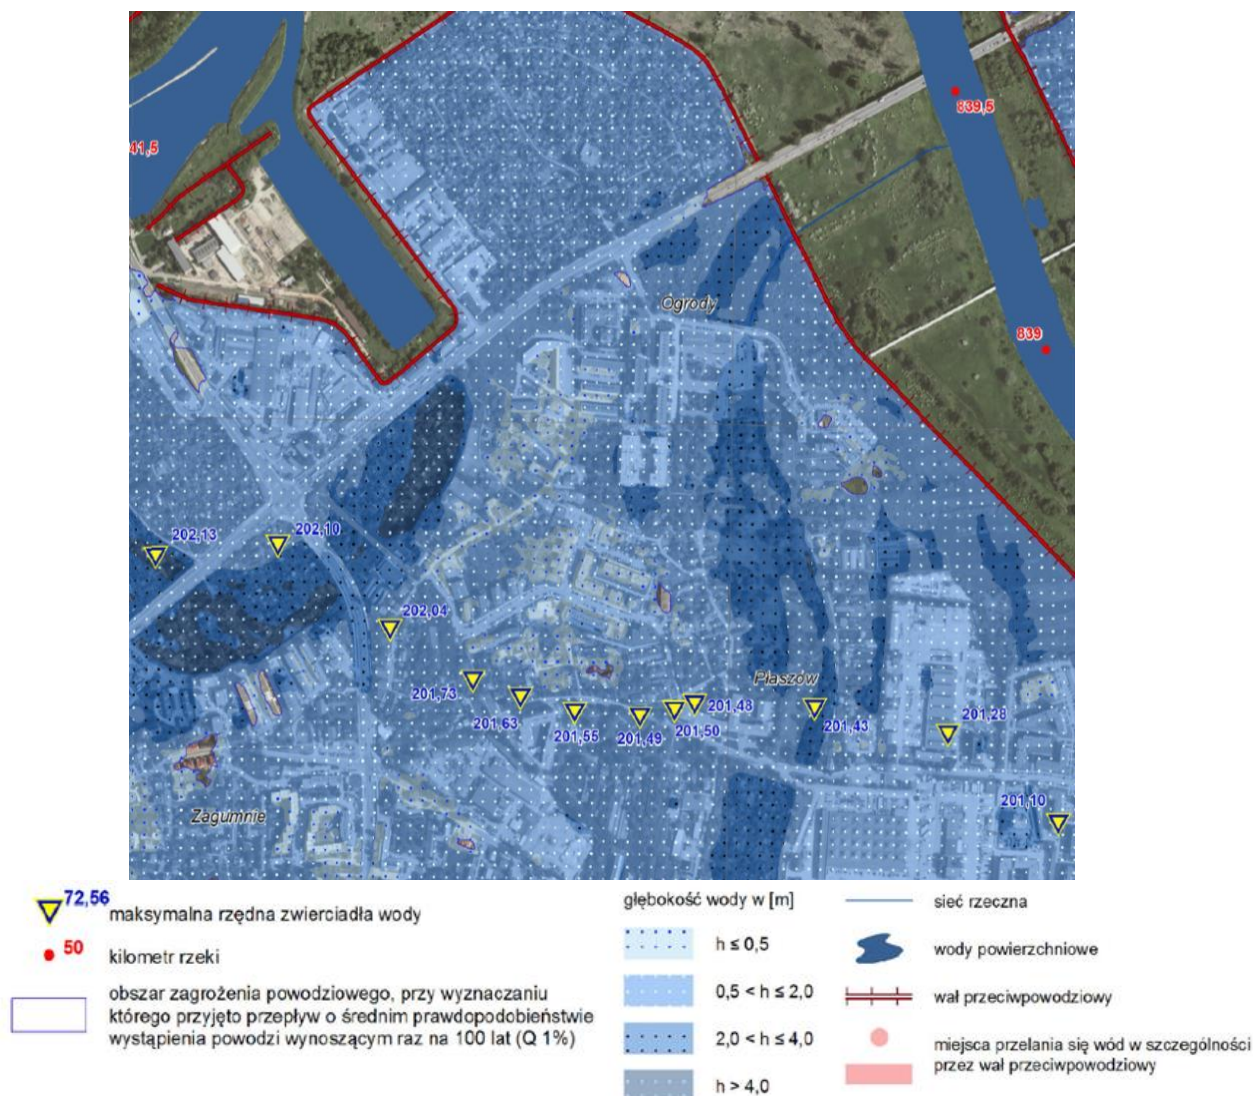 839,5
41,5
Ogrody
839
202,13
202,10
202,04
201,73
201,63
201,55
201,49
201,50
201,48
Płaszów
201,43
201,28
201,10
Zagumnie
72,56
maksymalna rzędna zwierciadła wody
50
kilometr rzeki
obszar zagrożenia powodziowego, przy wyznaczaniu
którego przyjęto przepływ o średnim prawdopodobieństwie
wystąpienia powodzi wynoszącym raz na 100 lat (Q 1%)
głębokość wody w [m]
h ≤ 0,5
0,5 < h ≤ 2,0
2,0 < h ≤ 4,0
h > 4,0
sieć rzeczna
wody powierzchniowe
wał przeciwpowodziowy
miejsca przelania się wód w szczególności
przez wał przeciwpowodziowy